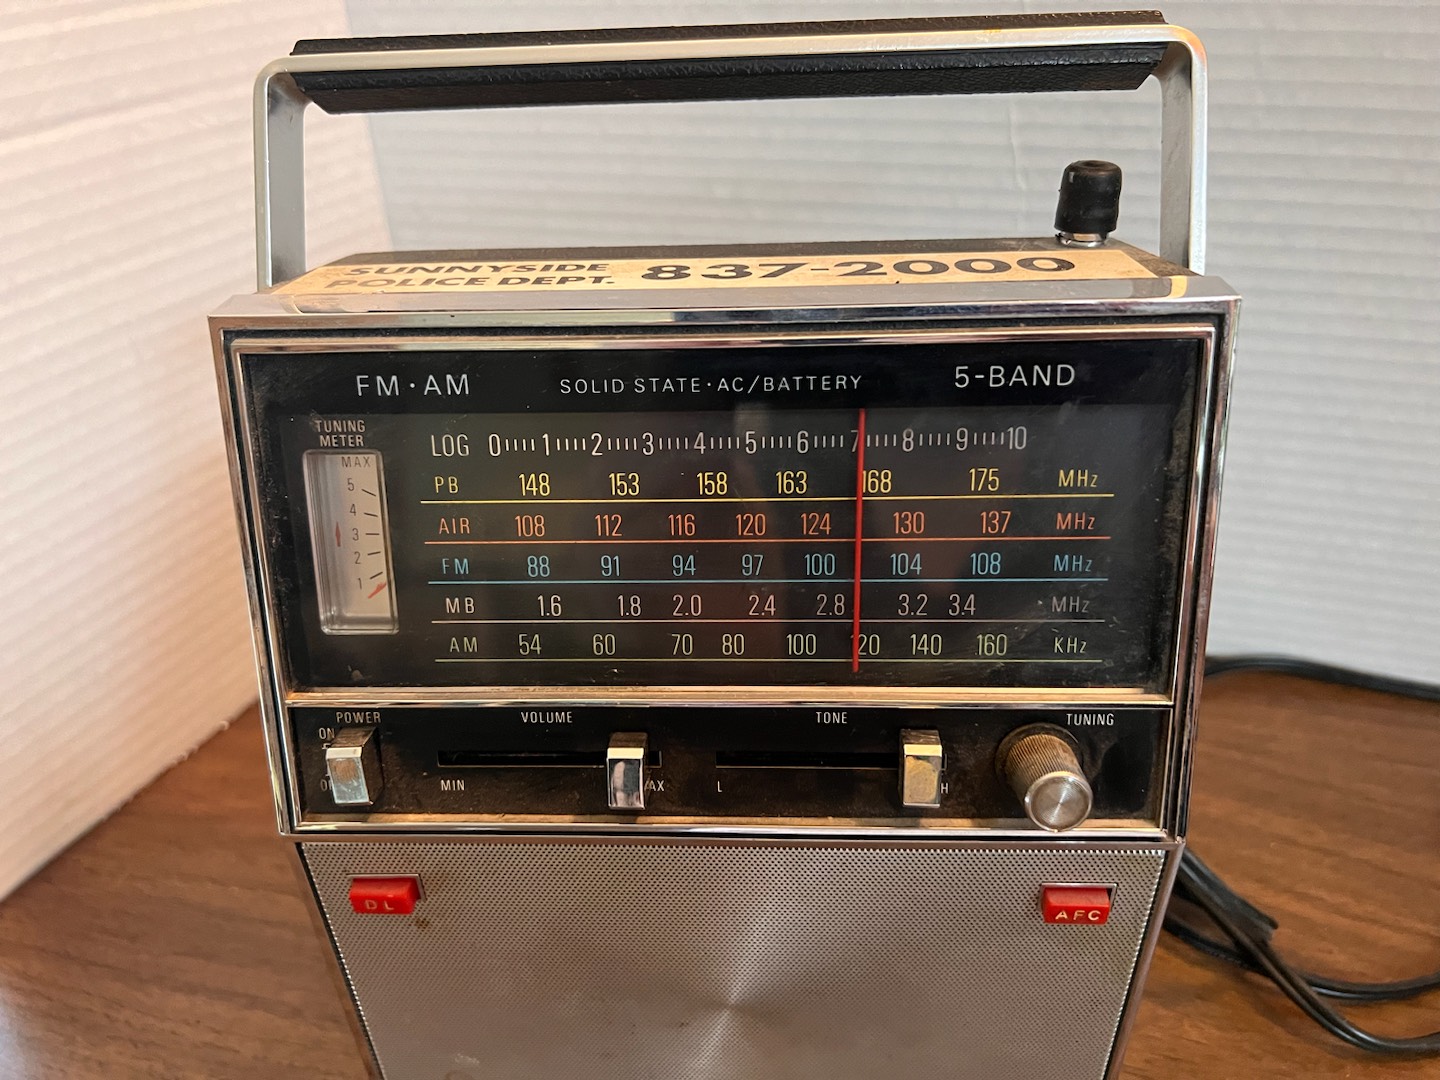 SUNNYSIDE
POLICE DEPT. 837-2000
FM·AM SOLID STATE·AC/BATTERY 5-BAND
TUNING
METER
MAX
5
4
3
2
1
LOG 0 1 2 3 4 5 6 7 8 9 10
PB 148 153 158 163 168 175 MHz
AIR 108 112 116 120 124 130 137 MHz
FM 88 91 94 97 100 104 108 MHz
MB 1.6 1.8 2.0 2.4 2.8 3.2 3.4 MHz
AM 54 60 70 80 100 20 140 160 KHz
POWER VOLUME TONE TUNING
ON
MIN AX L H
DL AFC